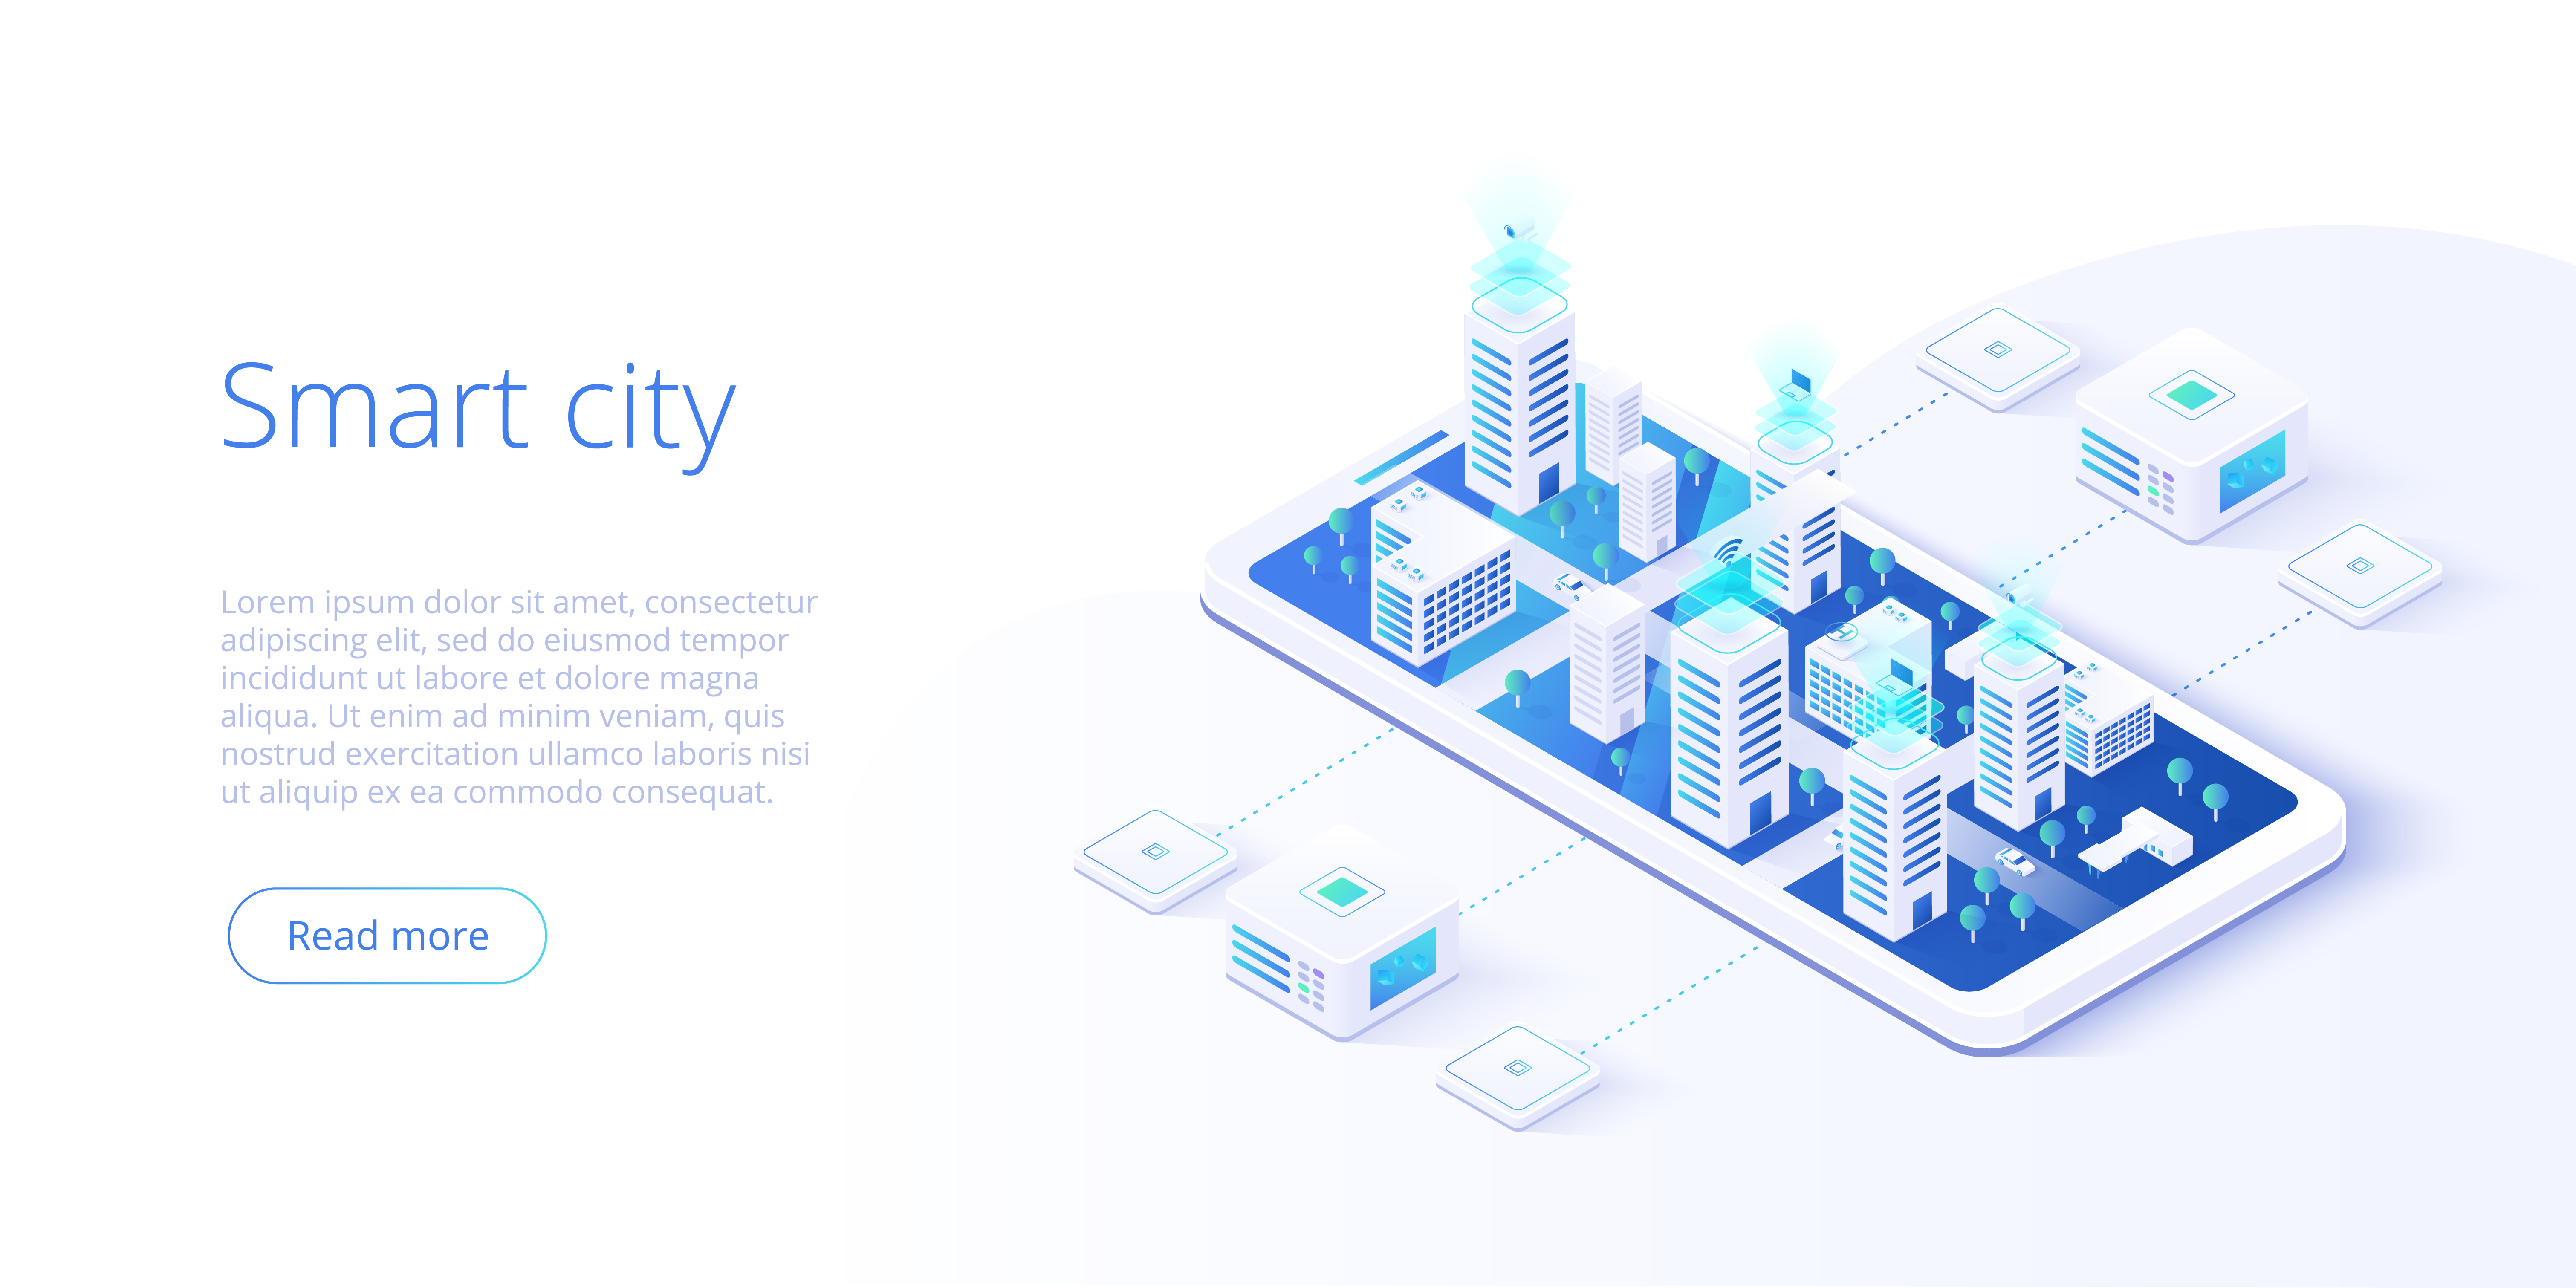 Smart city
Lorem ipsum dolor sit amet, consectetur
adipiscing elit, sed do eiusmod tempor
incididunt ut labore et dolore magna
aliqua. Ut enim ad minim veniam, quis
nostrud exercitation ullamco laboris nisi
ut aliquip ex ea commodo consequat.
Read more
H